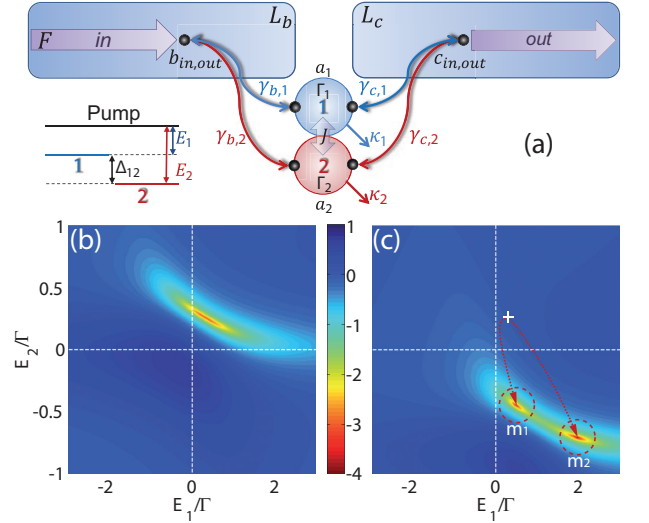 F in L_b L_c out
b_in,out c_in,out
a_1
Γ_1
γ_b,1 1 γ_c,1
Pump
E_1 J κ_1 (a)
γ_b,2 γ_c,2
1
Δ_12 E_2 2
2 Γ_2 κ_2
a_2
(b) (c)
1 1
0.5 0
-1 +
0 -2
-0.5 -3 m1
m2
-1 -4
E_2/Γ
-2 0 2 -2 0 2
E_1/Γ E_1/Γ